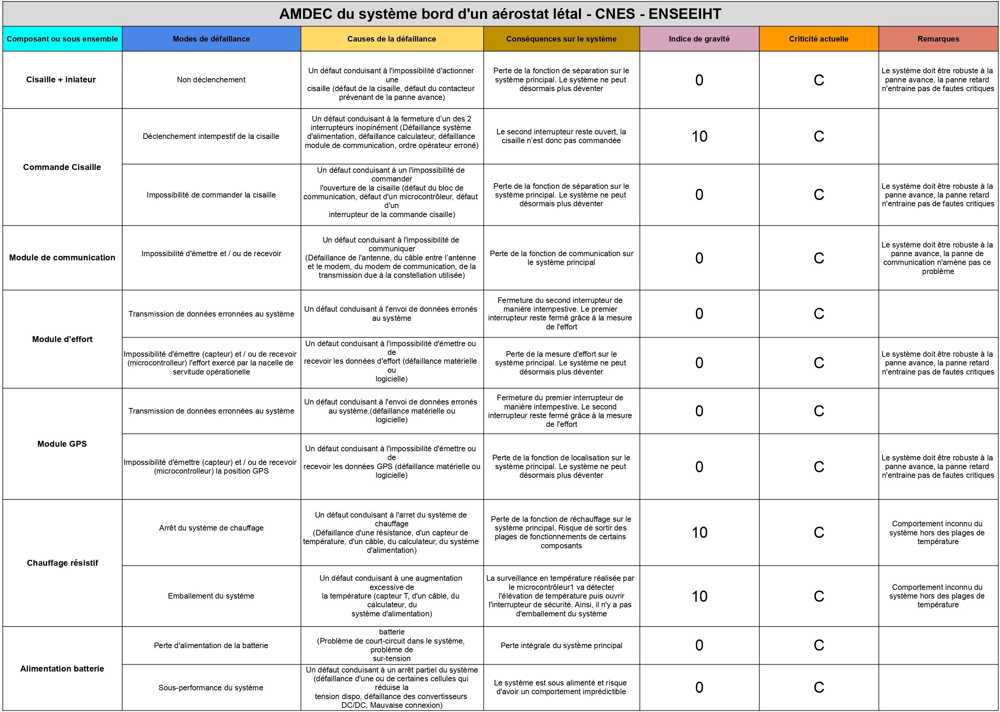 AMDEC du système bord d'un aérostat létal - CNES - ENSEEIHT
Composant ou sous ensemble
Modes de défaillance
Causes de la défaillance
Conséquences sur le système
Indice de gravité
Criticité actuelle
Remarques
Cisaille + iniateur
Non déclenchement
Un défaut conduisant à l'impossibilité d'actionner
une
cisaille (défaut de la cisaille, défaut du contacteur
prévenant de la panne avance)
Perte de la fonction de séparation sur le
système principal. Le système ne peut
désormais plus déventer
0
C
Le système doit être robuste à la
panne avance, la panne retard
n'entraine pas de fautes critiques
Commande Cisaille
Déclenchement intempestif de la cisaille
Un défaut conduisant à la fermeture d’un des 2
interrupteurs inopinément (Défaillance système
d'alimentation, défaillance calculateur, défaillance
module de communication, ordre opérateur erroné)
Le second interrupteur reste ouvert, la
cisaille n’est donc pas commandée
10
C
Impossibilité de commander la cisaille
Un défaut conduisant à un l'impossibilité de
commander
l'ouverture de la cisaille (défaut du bloc de
communication, défaut d'un microcontrôleur, défaut
d'un
interrupteur de la commande cisaille)
Perte de la fonction de séparation sur le
système principal. Le système ne peut
désormais plus déventer
0
C
Le système doit être robuste à la
panne avance, la panne retard
n'entraine pas de fautes critiques
Module de communication
Impossibilité d'émettre et / ou de recevoir
Un défaut conduisant à l'impossibilité de
communiquer
(Défaillance de l'antenne, du câble entre l’antenne
et le modem, du modem de communication, de la
transmission due à la constellation utilisée)
Perte de la fonction de communication sur
le système principal
0
C
Le système doit être robuste à la
panne avance, la panne de
communication n'amène pas ce
problème
Module d'effort
Transmission de données erronnées au système
Un défaut conduisant à l'envoi de données erronés
au système
Fermeture du second interrupteur de
manière intempestive. Le premier
interrupteur reste fermé grâce à la mesure
de l'effort
0
C
Impossibilité d'émettre (capteur) et / ou de recevoir
(microcontrolleur) l'effort exercé par la nacelle de
servitude opérationelle
Un défaut conduisant à l'impossibilité d'émettre ou
de
recevoir les données d'effort (défaillance matérielle
ou
logicielle)
Perte de la mesure d'effort sur le
système principal. Le système ne peut
désormais plus déventer
0
C
Le système doit être robuste à la
panne avance, la panne retard
n'entraine pas de fautes critiques
Module GPS
Transmission de données erronnées au système
Un défaut conduisant à l'envoi de données erronés
au système.(défaillance matérielle ou
logicielle)
Fermeture du premier interrupteur de
manière intempestive. Le second
interrupteur reste fermé grâce à la mesure
de l'effort
0
C
Impossibilité d'émettre (capteur) et / ou de recevoir
(microcontrolleur) la position GPS
Un défaut conduisant à l'impossibilité d'émettre ou
de
recevoir les données GPS (défaillance matérielle ou
logicielle)
Perte de la fonction de localisation sur le
système principal. Le système ne peut
désormais plus déventer
0
C
Le système doit être robuste à la
panne avance, la panne retard
n'entraine pas de fautes critiques
Chauffage résistif
Arrêt du système de chauffage
Un défaut conduisant à l'arret du système de
chauffage
(Défaillance d'une résistance, d'un capteur de
température, d'un câble, du calculateur, du système
d'alimentation)
Perte de la fonction de réchauffage sur le
système principal. Risque de sortir des
plages de fonctionnements de certains
composants
10
C
Comportement inconnu du
système hors des plages de
température
Emballement du système
Un défaut conduisant à une augmentation
excessive de
la température (capteur T, d'un câble, du
calculateur, du
système d'alimentation)
La surveillance en température réalisée par
le microcontrôleur1 va détecter
l'élévation de température puis ouvrir
l'interrupteur de sécurité. Ainsi, il n'y a pas
d'emballement du système
10
C
Comportement inconnu du
système hors des plages de
température
Alimentation batterie
Perte d'alimentation de la batterie
batterie
(Problème de court-circuit dans le système,
problème de
sur-tension
Perte intégrale du système principal
0
C
Sous-performance du système
Un défaut conduisant à un arrêt partiel du système
(défaillance d'une ou de certaines cellules qui
réduise la
tension dispo, défaillance des convertisseurs
DC/DC, Mauvaise connexion)
Le système est sous alimenté et risque
d'avoir un comportement imprédictible
0
C